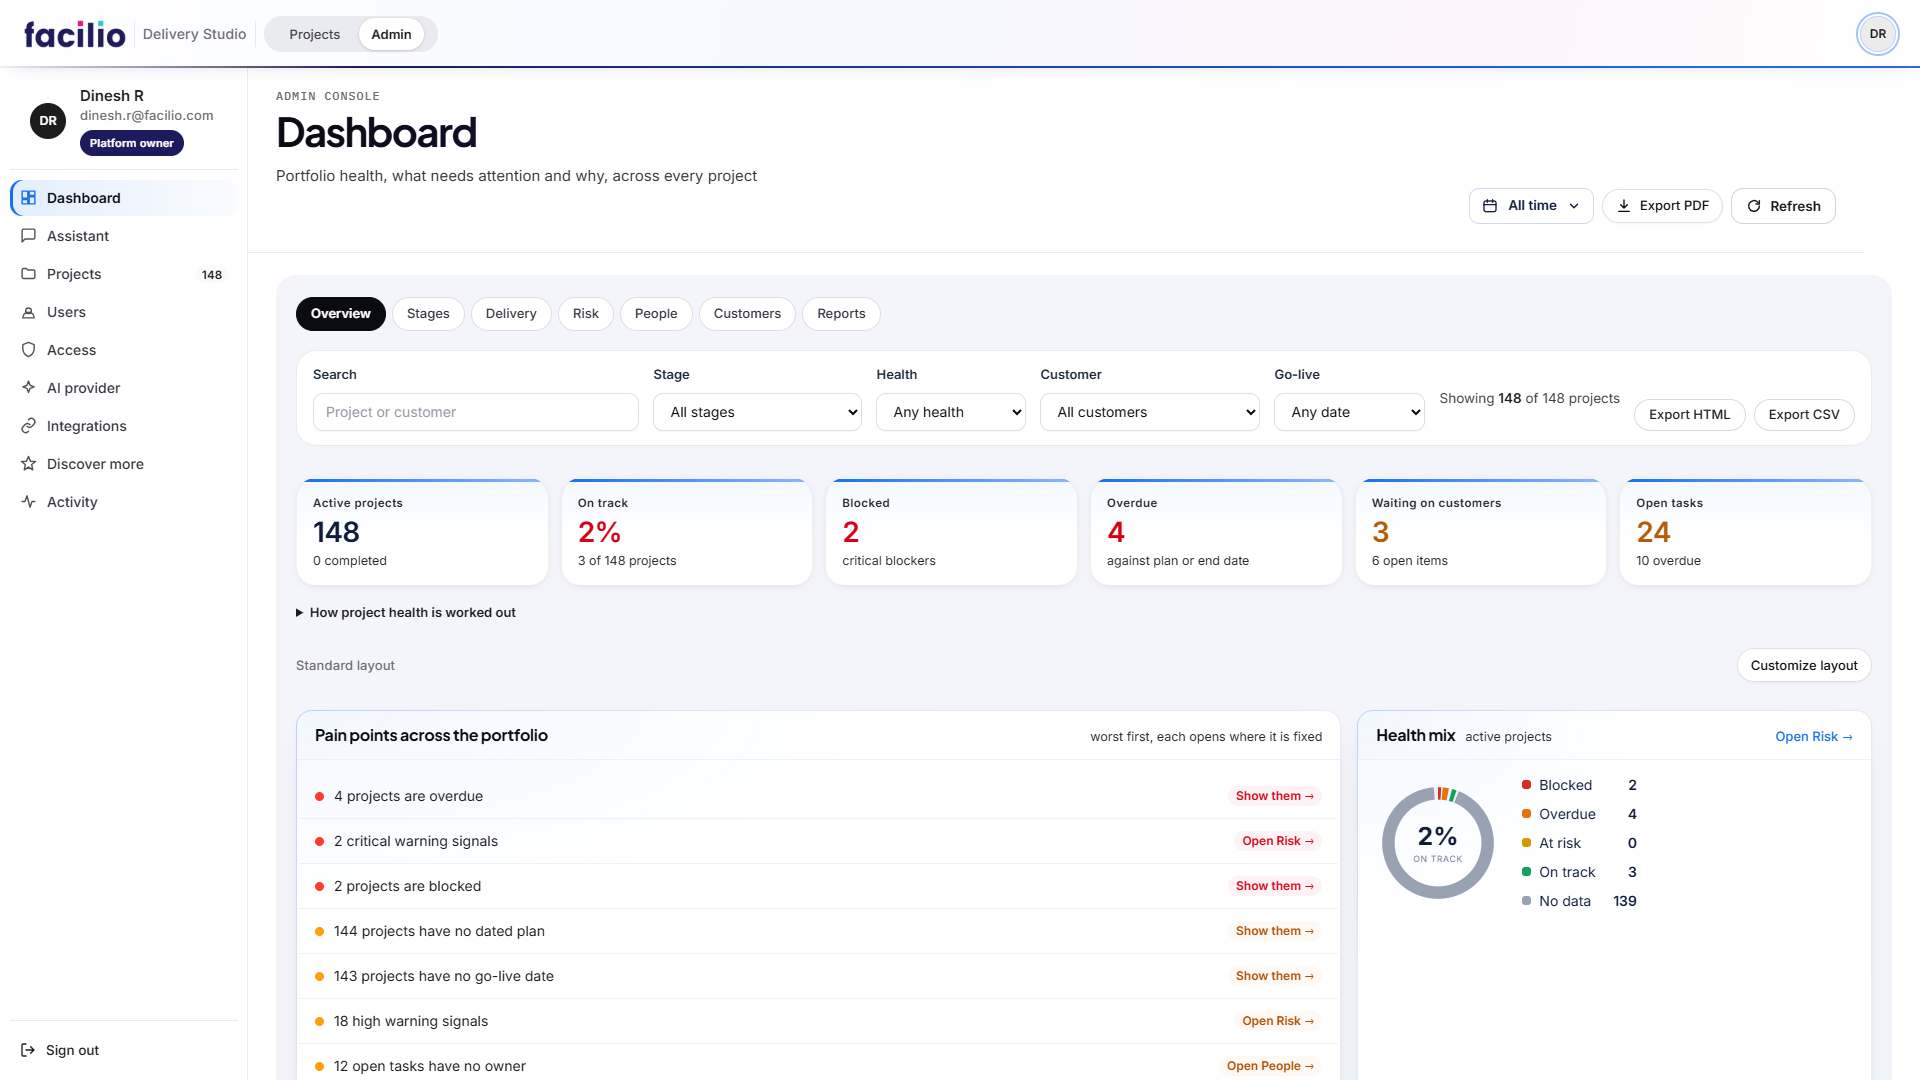 facilio
Delivery Studio
Projects
Admin
DR
DR
Dinesh R
dinesh.r@facilio.com
Platform owner
Dashboard
Assistant
Projects 148
Users
Access
AI provider
Integrations
Discover more
Activity
Sign out
ADMIN CONSOLE
Dashboard
Portfolio health, what needs attention and why, across every project
All time
Export PDF
Refresh
Overview
Stages
Delivery
Risk
People
Customers
Reports
Search
Project or customer
Stage
All stages
Health
Any health
Customer
All customers
Go-live
Any date
Showing 148 of 148 projects
Export HTML
Export CSV
Active projects
148
0 completed
On track
2%
3 of 148 projects
Blocked
2
critical blockers
Overdue
4
against plan or end date
Waiting on customers
3
6 open items
Open tasks
24
10 overdue
▶ How project health is worked out
Standard layout
Customize layout
Pain points across the portfolio
worst first, each opens where it is fixed
4 projects are overdue
Show them →
2 critical warning signals
Open Risk →
2 projects are blocked
Show them →
144 projects have no dated plan
Show them →
143 projects have no go-live date
Show them →
18 high warning signals
Open Risk →
12 open tasks have no owner
Open People →
Health mix active projects
Open Risk →
2%
ON TRACK
Blocked 2
Overdue 4
At risk 0
On track 3
No data 139